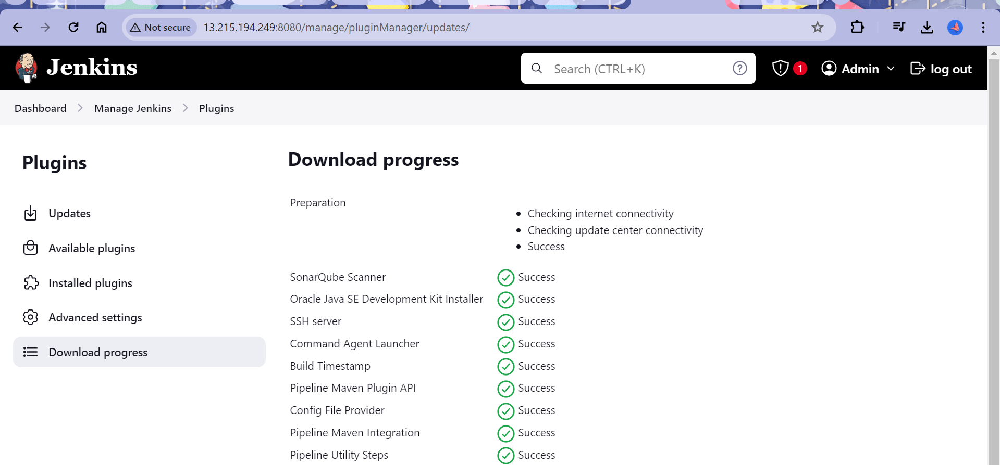 Not secure 13.215.194.249:8080/manage/pluginManager/updates/
Jenkins
Search (CTRL+K)
1
Admin
log out
Dashboard
Manage Jenkins
Plugins
Plugins
Updates
Available plugins
Installed plugins
Advanced settings
Download progress
Download progress
Preparation
Checking internet connectivity
Checking update center connectivity
Success
SonarQube Scanner Success
Oracle Java SE Development Kit Installer Success
SSH server Success
Command Agent Launcher Success
Build Timestamp Success
Pipeline Maven Plugin API Success
Config File Provider Success
Pipeline Maven Integration Success
Pipeline Utility Steps Success